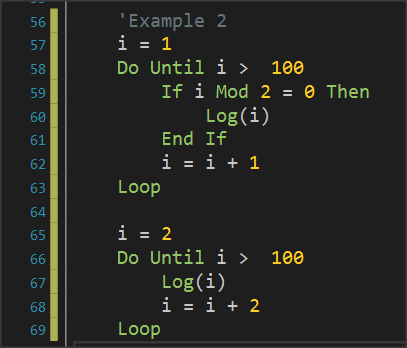 56 'Example 2
57 i = 1
58 Do Until i >  100
59 If i Mod 2 = 0 Then
60 Log(i)
61 End If
62 i = i + 1
63 Loop
64
65 i = 2
66 Do Until i >  100
67 Log(i)
68 i = i + 2
69 Loop